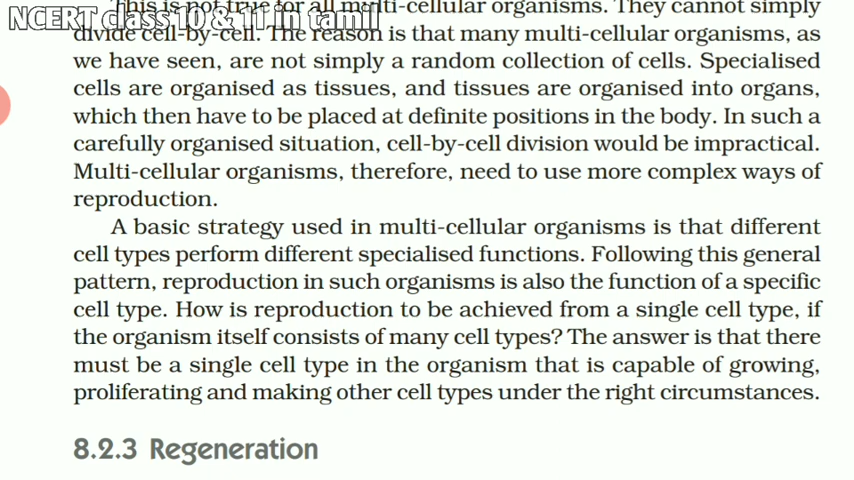 This is not true for all multi-cellular organisms. They cannot simply
NCERT class 10 & 11 in tamil
divide cell-by-cell. The reason is that many multi-cellular organisms, as
we have seen, are not simply a random collection of cells. Specialised
cells are organised as tissues, and tissues are organised into organs,
which then have to be placed at definite positions in the body. In such a
carefully organised situation, cell-by-cell division would be impractical.
Multi-cellular organisms, therefore, need to use more complex ways of
reproduction.
A basic strategy used in multi-cellular organisms is that different
cell types perform different specialised functions. Following this general
pattern, reproduction in such organisms is also the function of a specific
cell type. How is reproduction to be achieved from a single cell type, if
the organism itself consists of many cell types? The answer is that there
must be a single cell type in the organism that is capable of growing,
proliferating and making other cell types under the right circumstances.
8.2.3 Regeneration